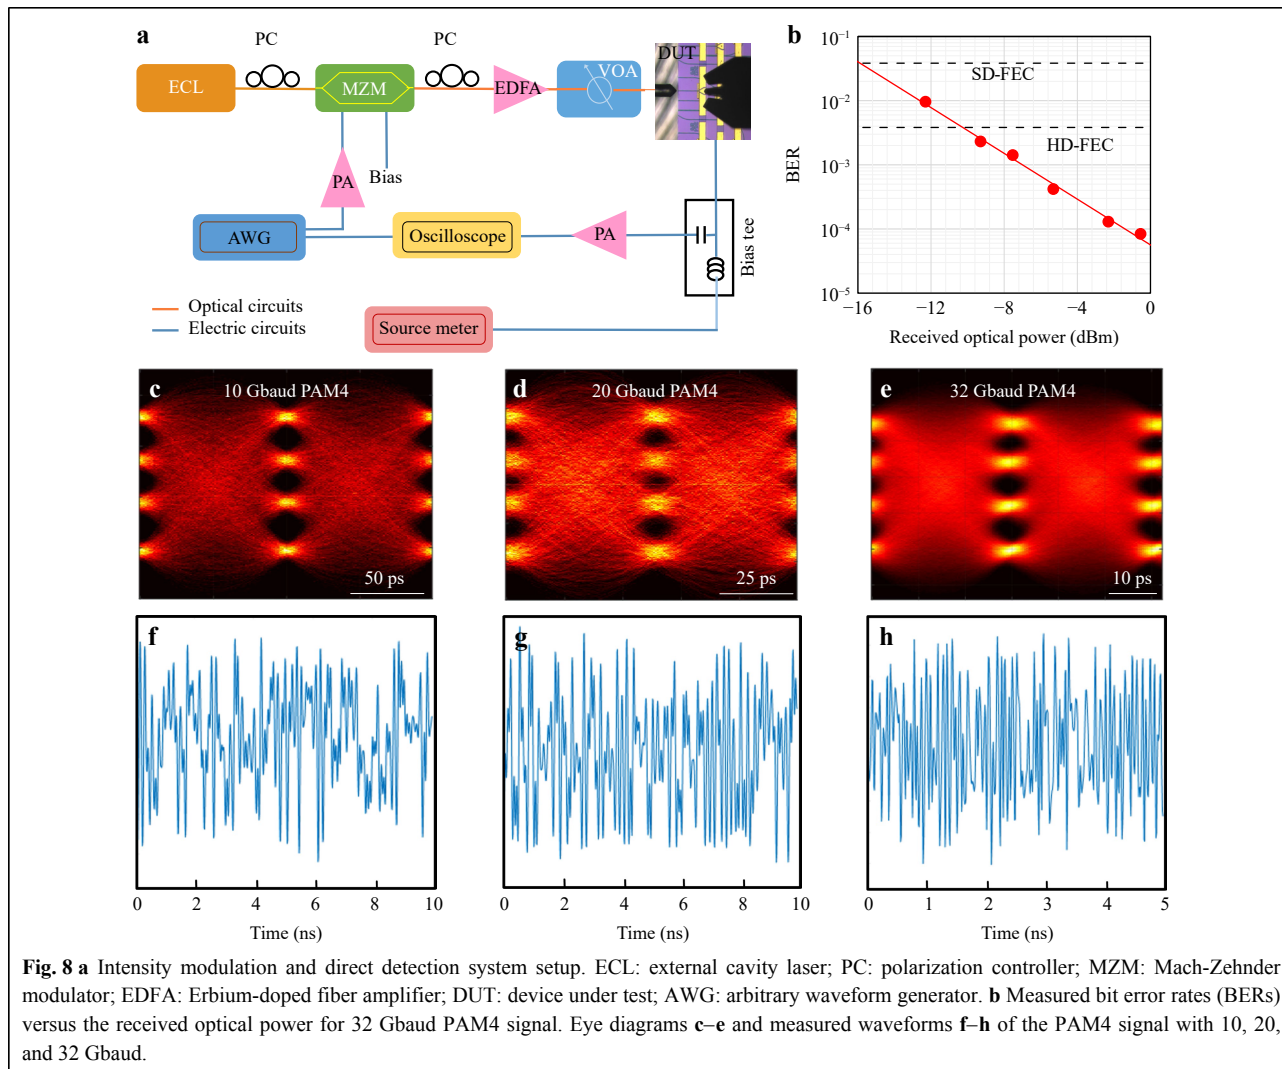 a
PC
PC
ECL
MZM
EDFA
VOA
DUT
PA
Bias
AWG
Oscilloscope
PA
Bias tee
Optical circuits
Electric circuits
Source meter
b
10⁻¹
10⁻²
10⁻³
10⁻⁴
10⁻⁵
BER
SD-FEC
HD-FEC
−16
−12
−8
−4
0
Received optical power (dBm)
c
10 Gbaud PAM4
50 ps
d
20 Gbaud PAM4
25 ps
e
32 Gbaud PAM4
10 ps
f
0 2 4 6 8 10
Time (ns)
g
0 2 4 6 8 10
Time (ns)
h
0 1 2 3 4 5
Time (ns)
Fig. 8 a Intensity modulation and direct detection system setup. ECL: external cavity laser; PC: polarization controller; MZM: Mach-Zehnder
modulator; EDFA: Erbium-doped fiber amplifier; DUT: device under test; AWG: arbitrary waveform generator. b Measured bit error rates (BERs)
versus the received optical power for 32 Gbaud PAM4 signal. Eye diagrams c–e and measured waveforms f–h of the PAM4 signal with 10, 20,
and 32 Gbaud.